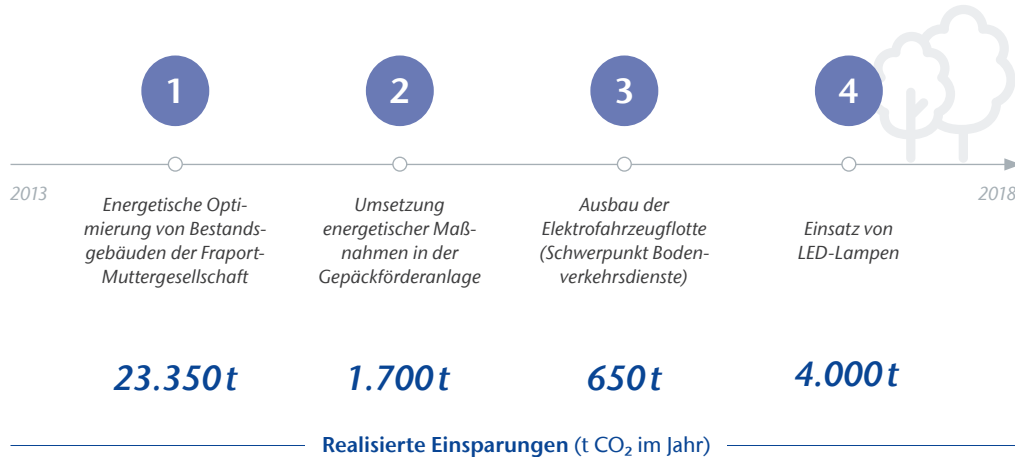 1
2
3
4
2013
2018
Energetische Opti-
mierung von Bestands-
gebäuden der Fraport-
Muttergesellschaft
Umsetzung
energetischer Maß-
nahmen in der
Gepäckförderanlage
Ausbau der
Elektrofahrzeugflotte
(Schwerpunkt Boden-
verkehrsdienste)
Einsatz von
LED-Lampen
23.350 t
1.700 t
650 t
4.000 t
Realisierte Einsparungen (t CO₂ im Jahr)